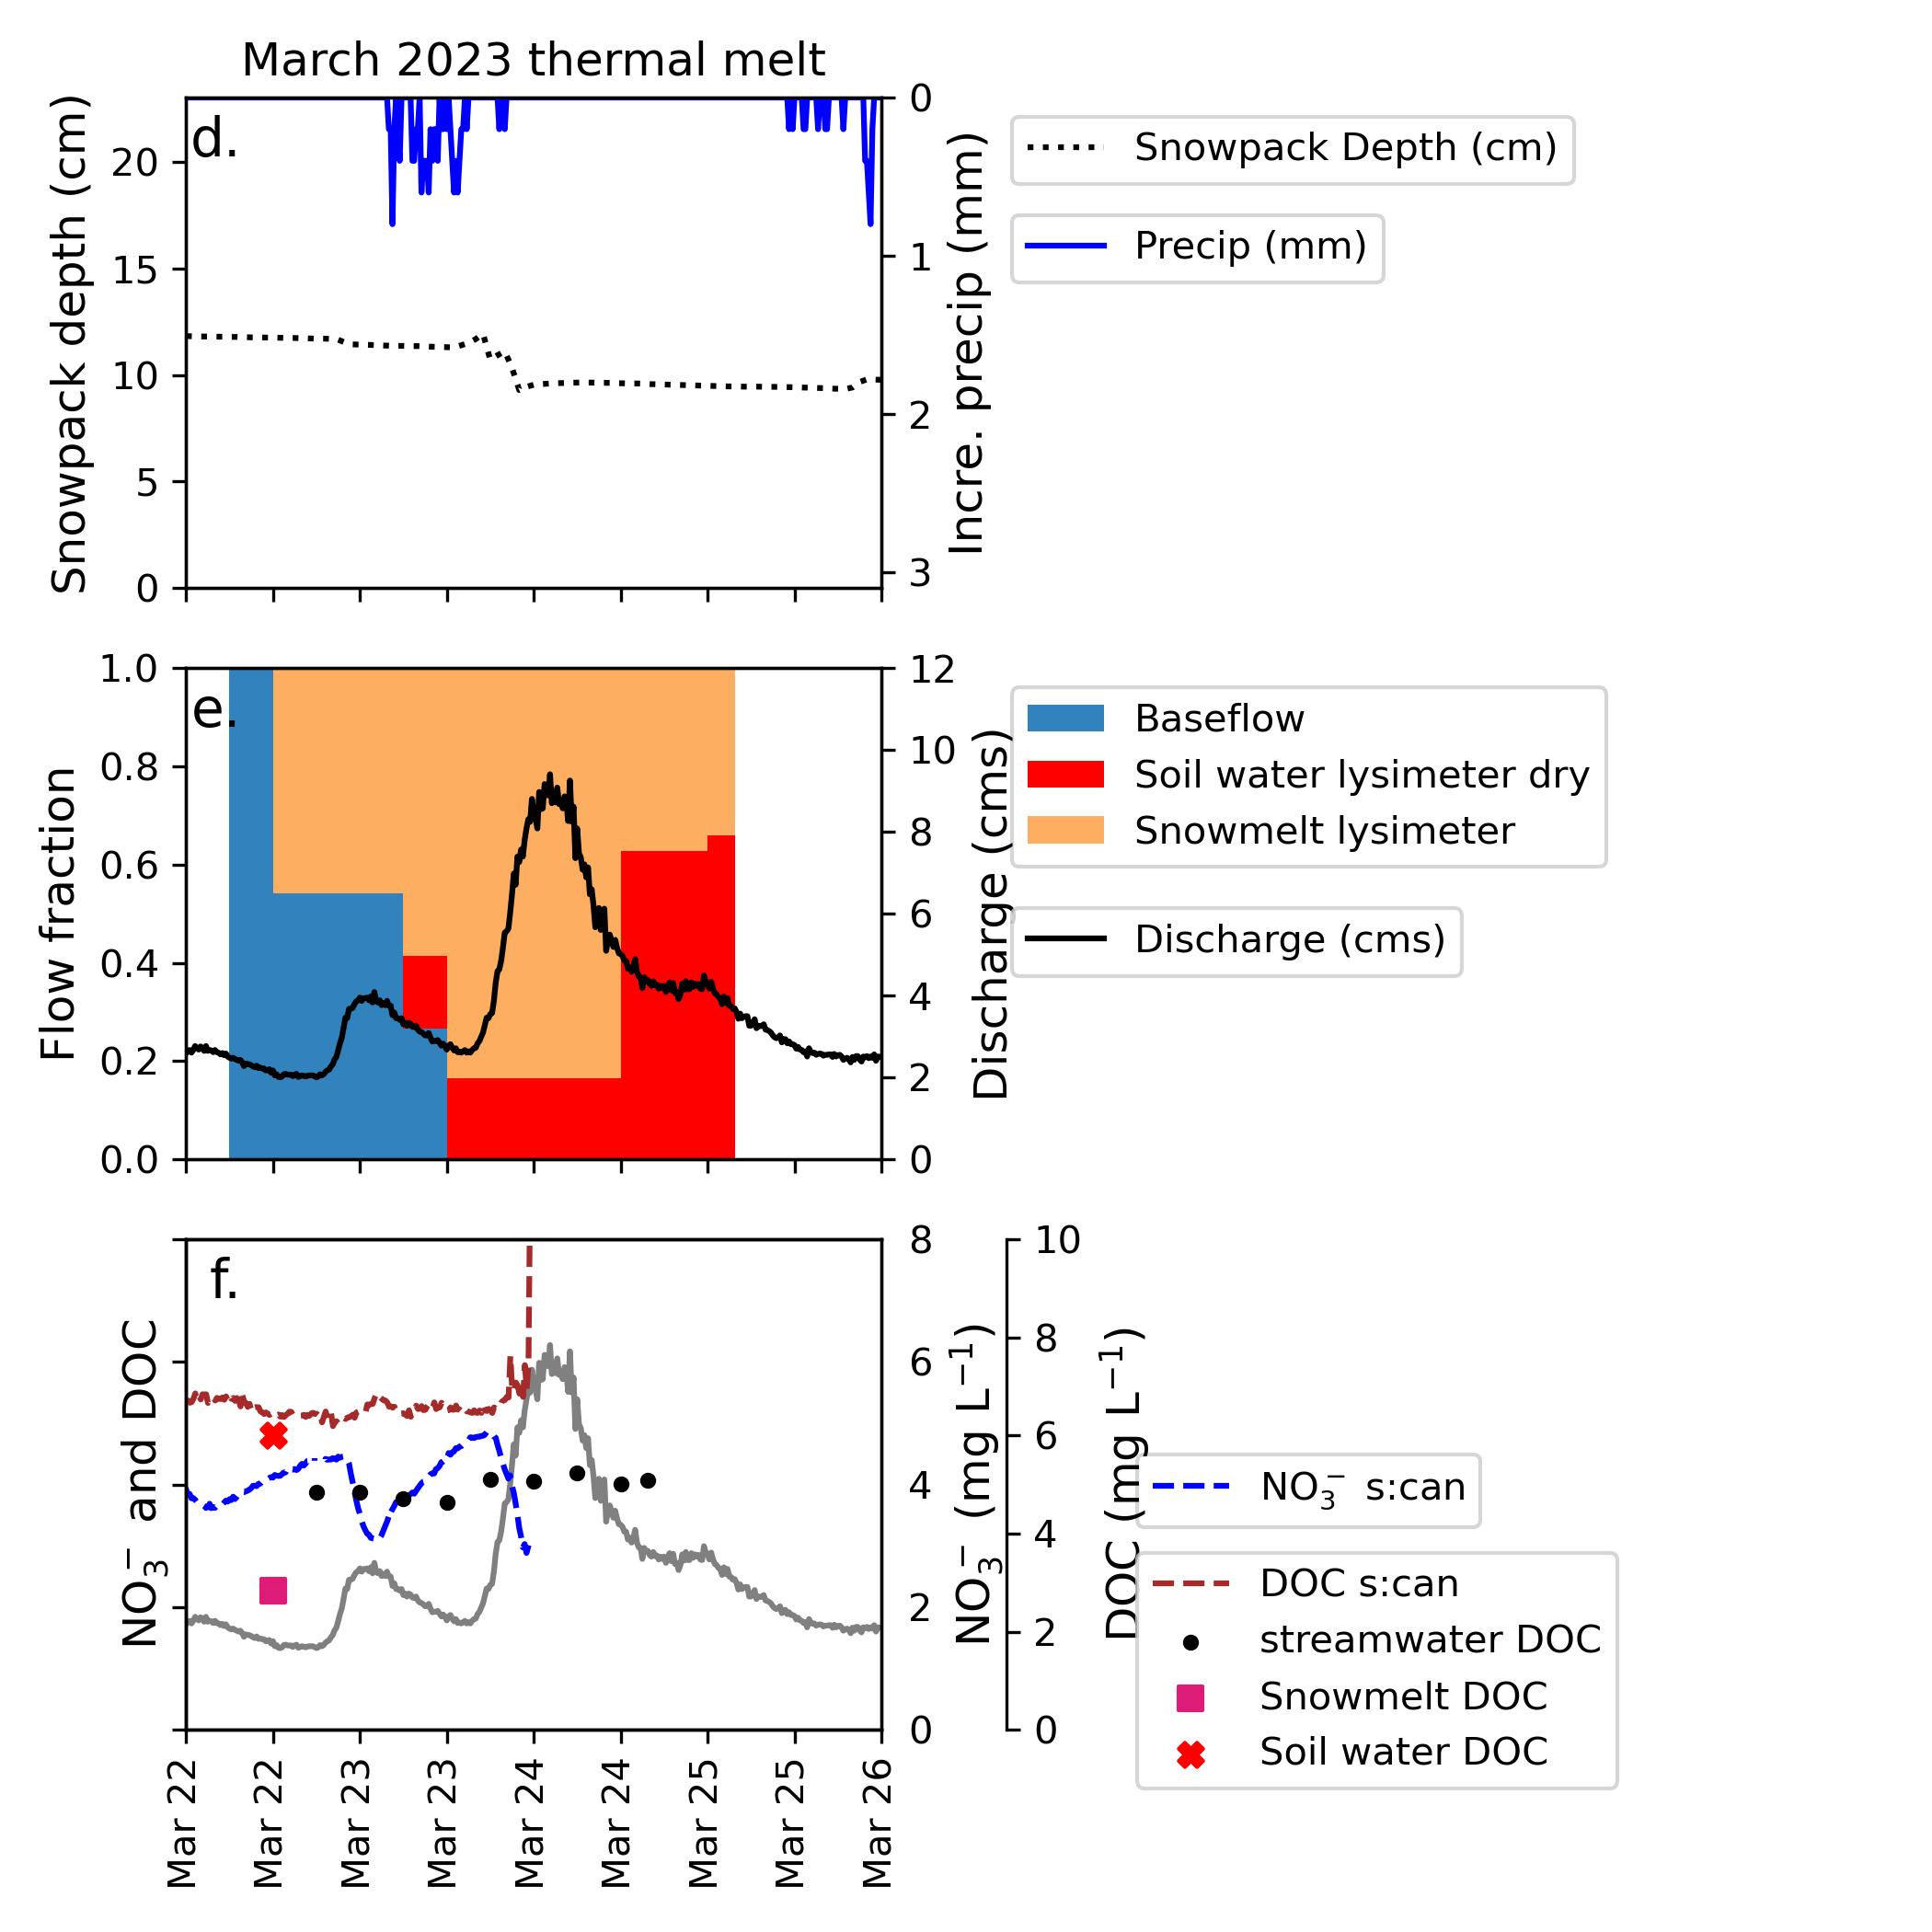 March 2023 thermal melt
d.
Snowpack depth (cm)
20
15
10
5
0
0
1
2
3
Incre. precip (mm)
Snowpack Depth (cm)
Precip (mm)
e.
Flow fraction
1.0
0.8
0.6
0.4
0.2
0.0
12
10
8
6
4
2
0
Discharge (cms)
Baseflow
Soil water lysimeter dry
Snowmelt lysimeter
Discharge (cms)
f.
NO₃⁻ and DOC
8
6
4
2
0
NO₃⁻ (mg L⁻¹)
10
8
6
4
2
0
DOC (mg L⁻¹)
NO₃⁻ s:can
DOC s:can
streamwater DOC
Snowmelt DOC
Soil water DOC
Mar 22
Mar 22
Mar 23
Mar 23
Mar 24
Mar 24
Mar 25
Mar 25
Mar 26